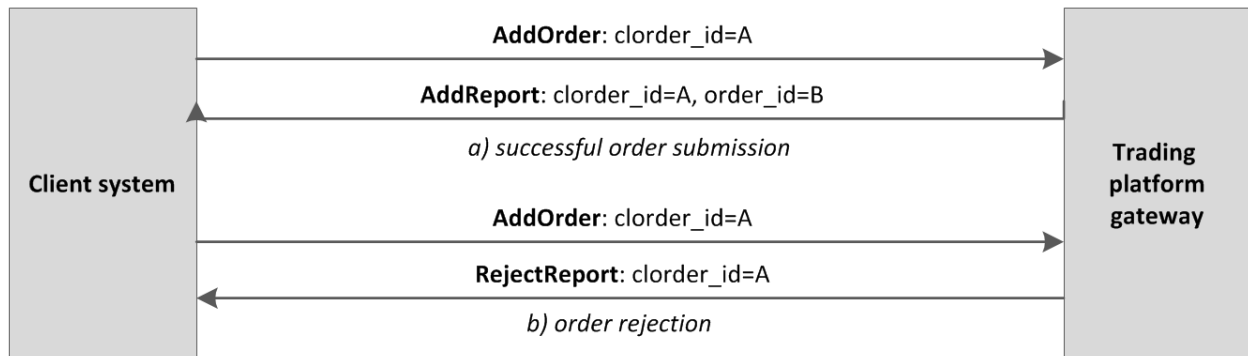 AddOrder: clorder_id=A
AddReport: clorder_id=A, order_id=B
a) successful order submission
Client system
Trading
platform
gateway
AddOrder: clorder_id=A
RejectReport: clorder_id=A
b) order rejection